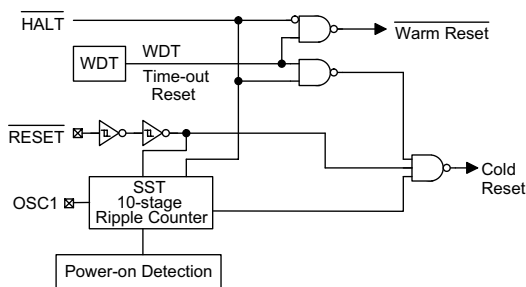 HALT
WDT
WDT
Time-out
Reset
Warm Reset
RESET
OSC1
SST
10-stage
Ripple Counter
Cold
Reset
Power-on Detection